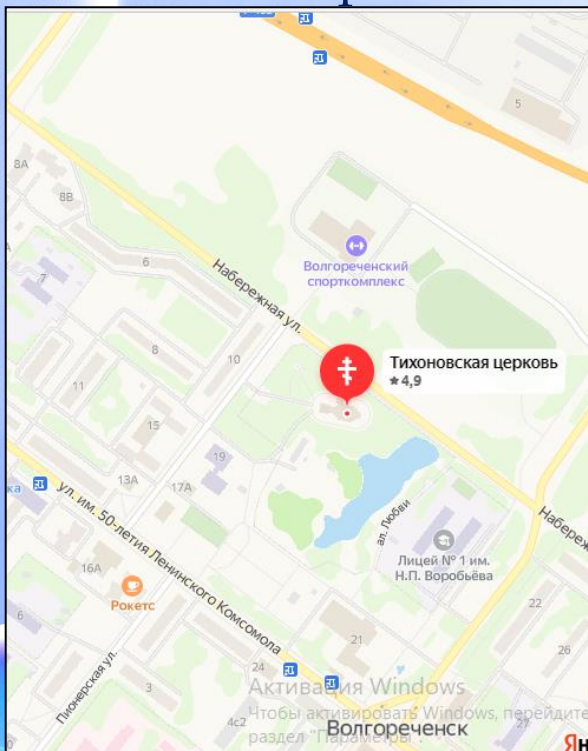 5
8А
8В
7
6
Волгореченский
спорткомплекс
Набережная ул.
8
10
11
Тихоновская церковь
4,9
15
19
13А
17А
ул. им. 50-летия Ленинского Комсомола
16А
Рокетс
ал. Любви
Лицей № 1 им.
Н.П. Воробьёва
6
22
21
26
Пионерская ул.
3
24
4с2
27
Активация Windows
Чтобы активировать Windows, перейдите
раздел "Параметры".
Волгореченск